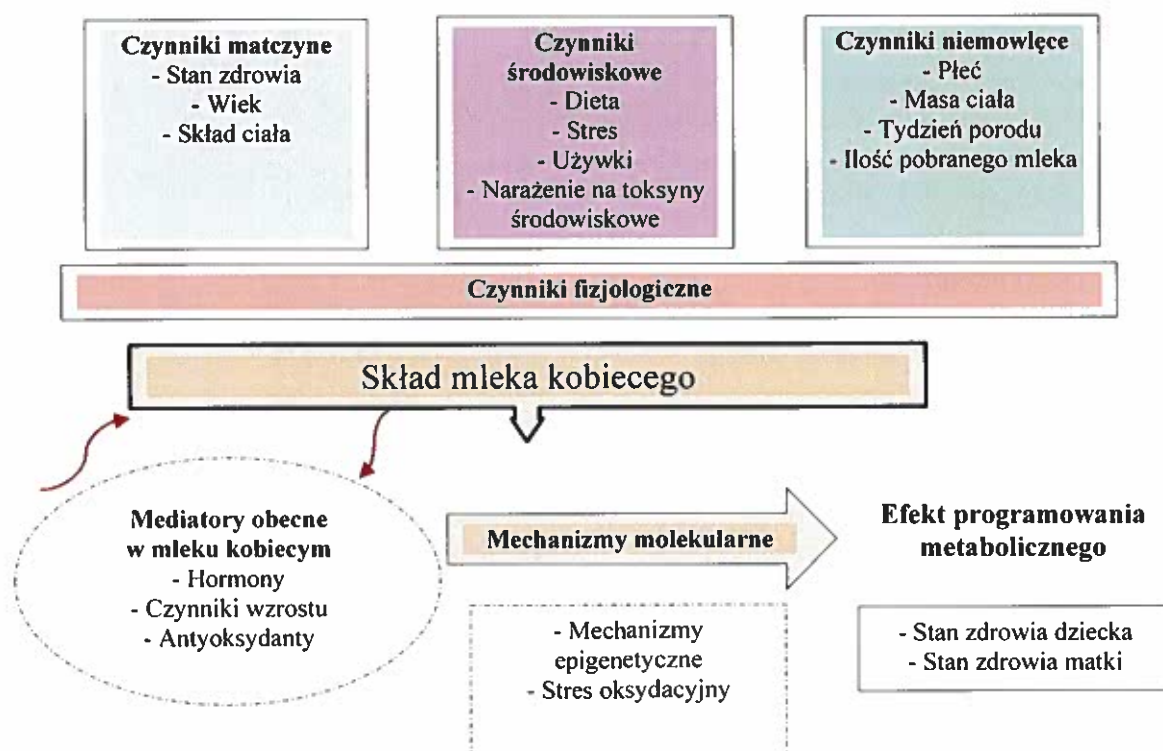 Czynniki matczyne
- Stan zdrowia
- Wiek
- Skład ciała
Czynniki
środowiskowe
- Dieta
- Stres
- Używki
- Narażenie na toksyny
środowiskowe
Czynniki niemowlęce
- Płeć
- Masa ciała
- Tydzień porodu
- Ilość pobranego mleka
Czynniki fizjologiczne
Skład mleka kobiecego
Mediatory obecne
w mleku kobiecym
- Hormony
- Czynniki wzrostu
- Antyoksydanty
Mechanizmy molekularne
- Mechanizmy
epigenetyczne
- Stres oksydacyjny
Efekt programowania
metabolicznego
- Stan zdrowia dziecka
- Stan zdrowia matki